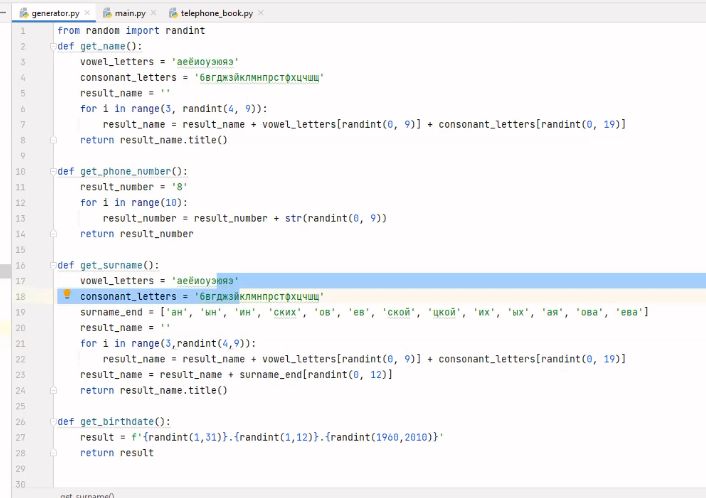 generator.py main.py telephone_book.py
1 from random import randint
2 def get_name():
3 vowel_letters = 'аеёиоуэюяэ'
4 consonant_letters = 'бвгджзйклмнпрстфхцчшщ'
5 result_name = ''
6 for i in range(3, randint(4, 9)):
7 result_name = result_name + vowel_letters[randint(0, 9)] + consonant_letters[randint(0, 19)]
8 return result_name.title()
9
10 def get_phone_number():
11 result_number = '8'
12 for i in range(10):
13 result_number = result_number + str(randint(0, 9))
14 return result_number
15
16 def get_surname():
17 vowel_letters = 'аеёиоуэюяэ'
18 consonant_letters = 'бвгджзйклмнпрстфхцчшщ'
19 surname_end = ['ан', 'ын', 'ин', 'ских', 'ов', 'ев', 'ской', 'цкой', 'их', 'ых', 'ая', 'ова', 'ева']
20 result_name = ''
21 for i in range(3,randint(4,9)):
22 result_name = result_name + vowel_letters[randint(0, 9)] + consonant_letters[randint(0, 19)]
23 result_name = result_name + surname_end[randint(0, 12)]
24 return result_name.title()
25
26 def get_birthdate():
27 result = f'{randint(1,31)}.{randint(1,12)}.{randint(1960,2010)}'
28 return result
29
30
get_surname()